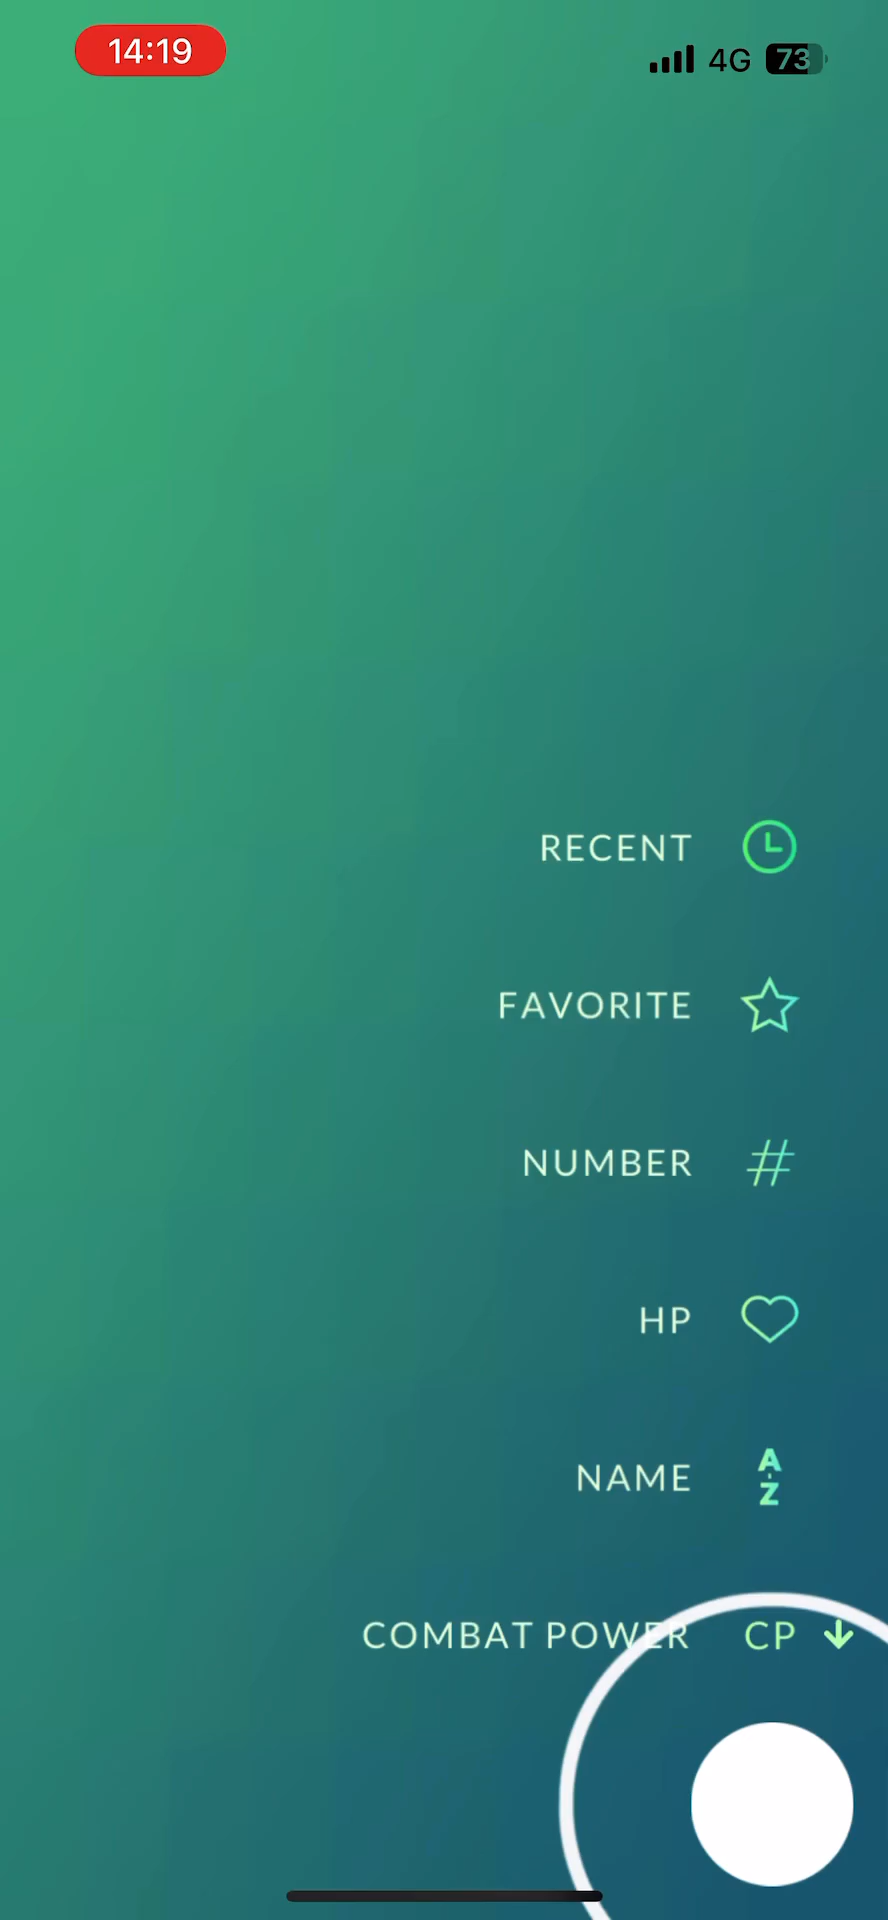 14:19
4G 73
RECENT
FAVORITE
NUMBER #
HP
NAME A-Z
COMBAT POWER CP